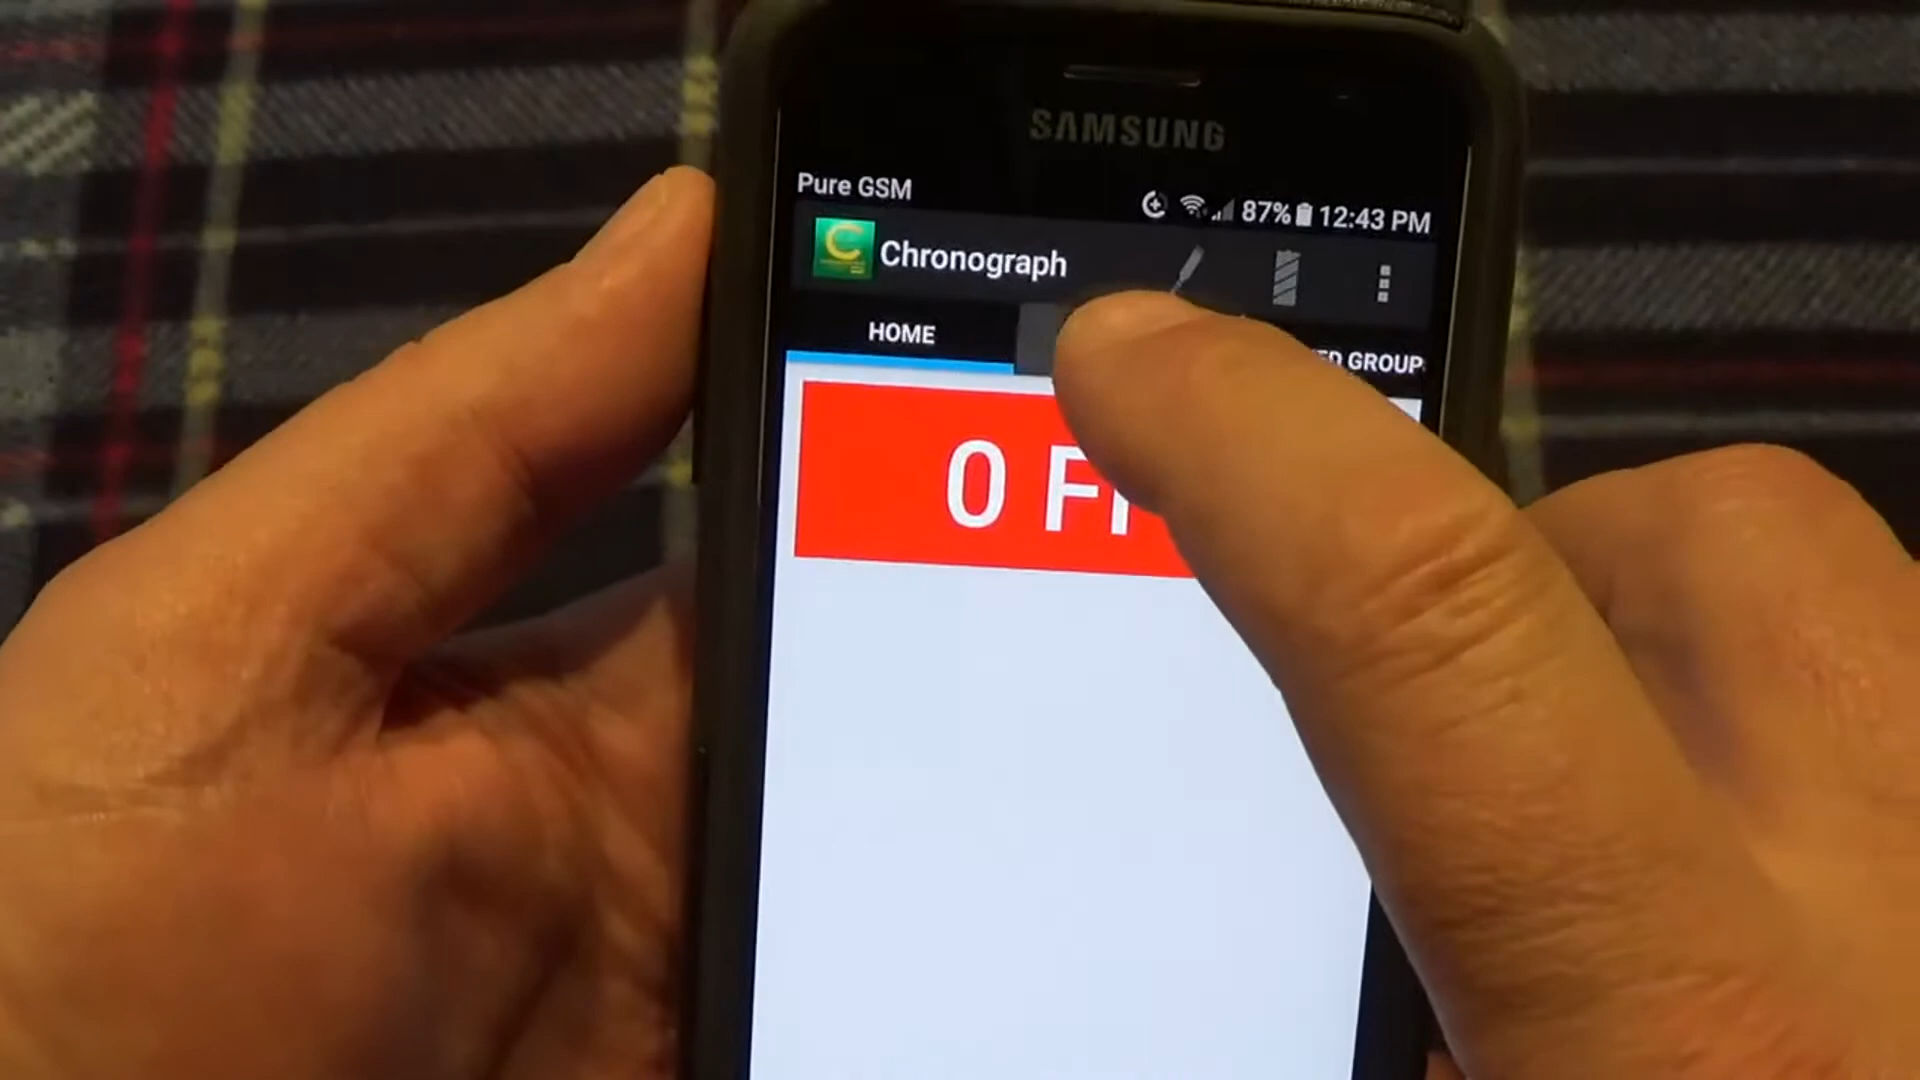 SAMSUNG
Pure GSM
87% 12:43 PM
Chronograph
HOME
GROUP
0